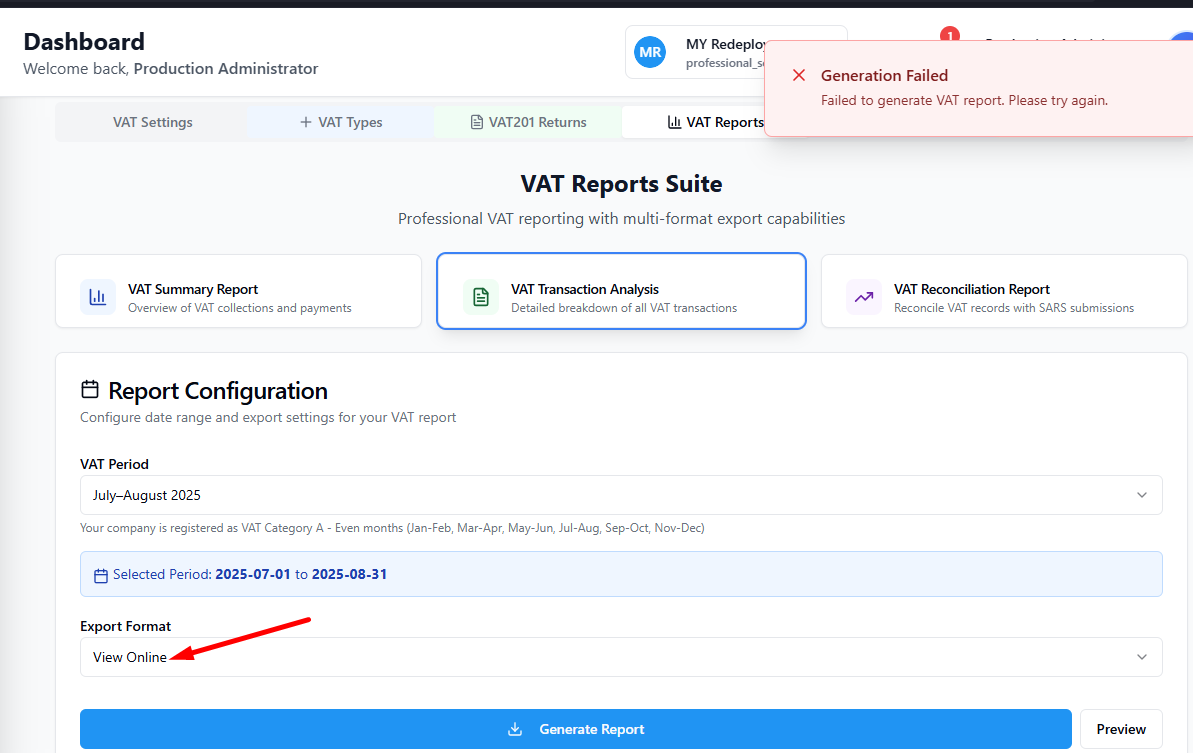 Dashboard
Welcome back, Production Administrator
MR
MY Redeploy
professional_s
1
Generation Failed
Failed to generate VAT report. Please try again.
VAT Settings
VAT Types
VAT201 Returns
VAT Reports
VAT Reports Suite
Professional VAT reporting with multi-format export capabilities
VAT Summary Report
Overview of VAT collections and payments
VAT Transaction Analysis
Detailed breakdown of all VAT transactions
VAT Reconciliation Report
Reconcile VAT records with SARS submissions
Report Configuration
Configure date range and export settings for your VAT report
VAT Period
July–August 2025
Your company is registered as VAT Category A - Even months (Jan-Feb, Mar-Apr, May-Jun, Jul-Aug, Sep-Oct, Nov-Dec)
Selected Period: 2025-07-01 to 2025-08-31
Export Format
View Online
Generate Report
Preview